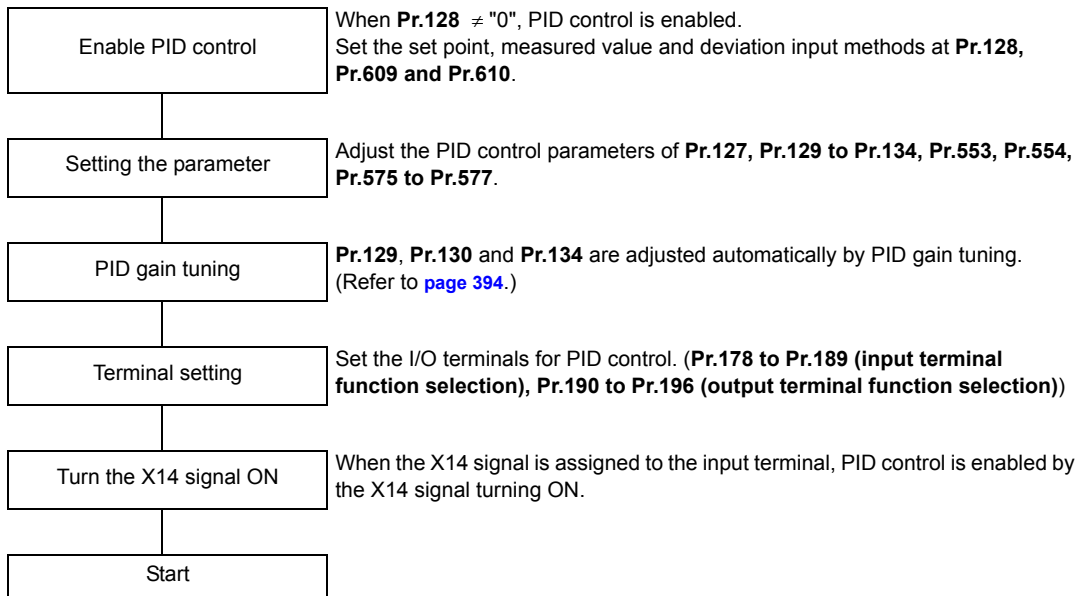 Enable PID control
When Pr.128 ≠ "0", PID control is enabled.
Set the set point, measured value and deviation input methods at Pr.128,
Pr.609 and Pr.610.
Setting the parameter
Adjust the PID control parameters of Pr.127, Pr.129 to Pr.134, Pr.553, Pr.554,
Pr.575 to Pr.577.
PID gain tuning
Pr.129, Pr.130 and Pr.134 are adjusted automatically by PID gain tuning.
(Refer to page 394.)
Terminal setting
Set the I/O terminals for PID control. (Pr.178 to Pr.189 (input terminal
function selection), Pr.190 to Pr.196 (output terminal function selection))
Turn the X14 signal ON
When the X14 signal is assigned to the input terminal, PID control is enabled by
the X14 signal turning ON.
Start